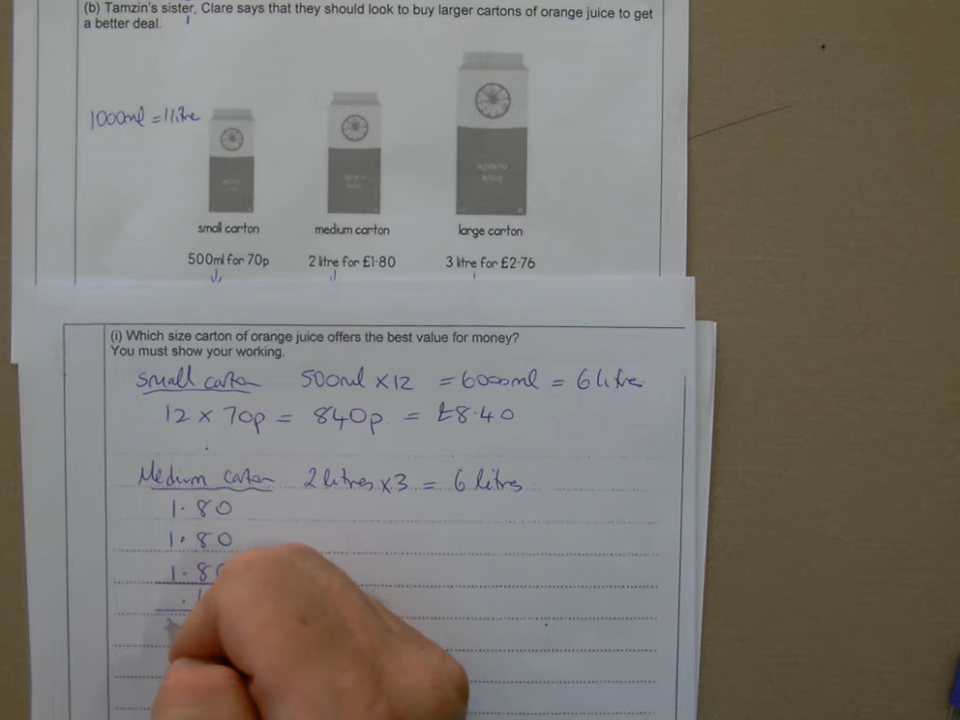 (b) Tamzin's sister, Clare says that they should look to buy larger cartons of orange juice to get
a better deal.
1000ml = 1 litre
small carton
medium carton
large carton
500ml for 70p
2 litre for £1·80
3 litre for £2·76
(i) Which size carton of orange juice offers the best value for money?
You must show your working.
Small carton 500ml × 12 = 6000ml = 6 litres
12 × 70p = 840p = £8.40
Medium carton 2 litres × 3 = 6 litres
1.80
1.80
1.80